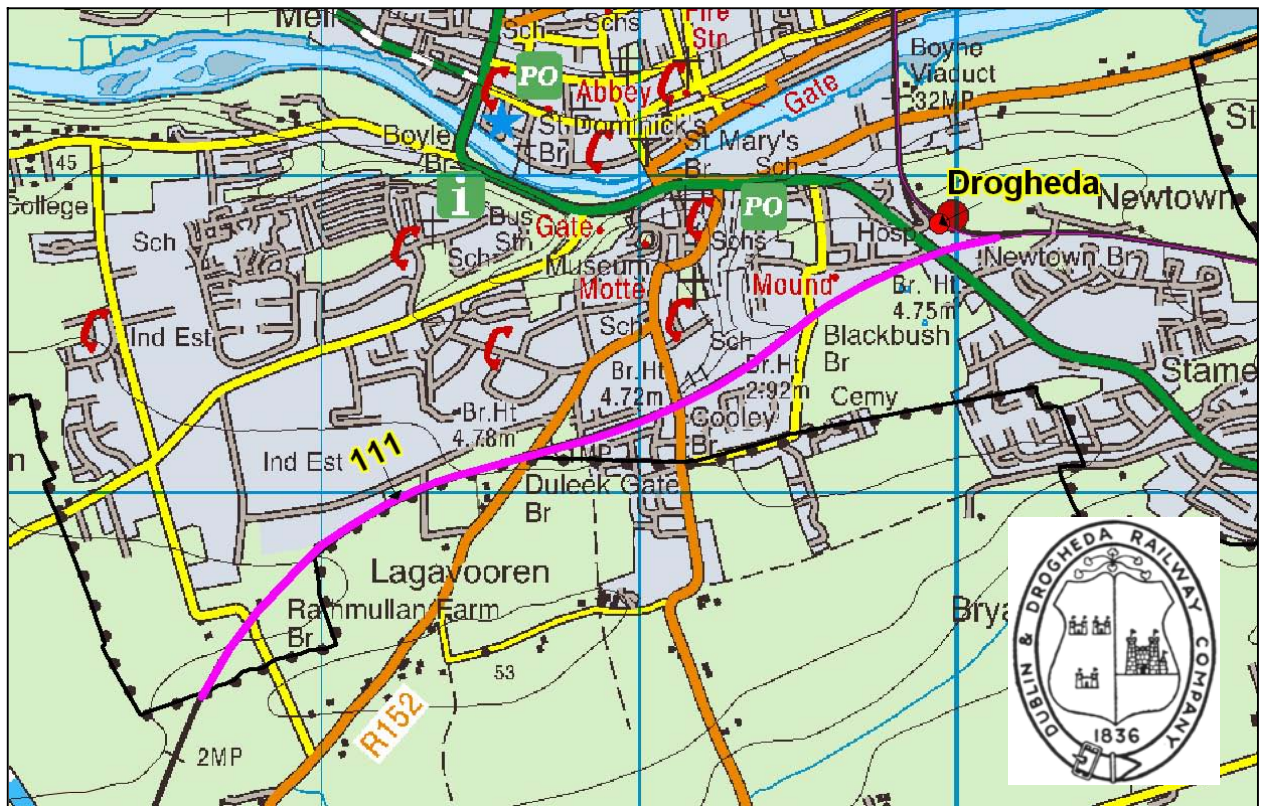 Mell
Sch
Schs
Fire
Stn
PO
Abbey
Gate
Boyne
Viaduct
32MP
St
Boyle
Br
St Dominick's
Br
St Mary's
Br
Sch
45
College
i
PO
Drogheda
Newtown
Sch
Bus
Stn
Gate
Sch
Museum
Motte
Schs
Hosp
Mound
Newtown Br
Br. Ht
4.75m
Ind Est
Sch
Sch
Blackbush
Br
Stame
Br.Ht
4.72m
Br.Ht
2.92m
Cemy
Br.Ht
4.78m
Cooley
Br
n
Ind Est
111
MP
Duleek Gate
Br
Lagavooren
Rathmullan Farm
Br
Brya
53
R152
2MP
DUBLIN & DROGHEDA RAILWAY COMPANY
1836